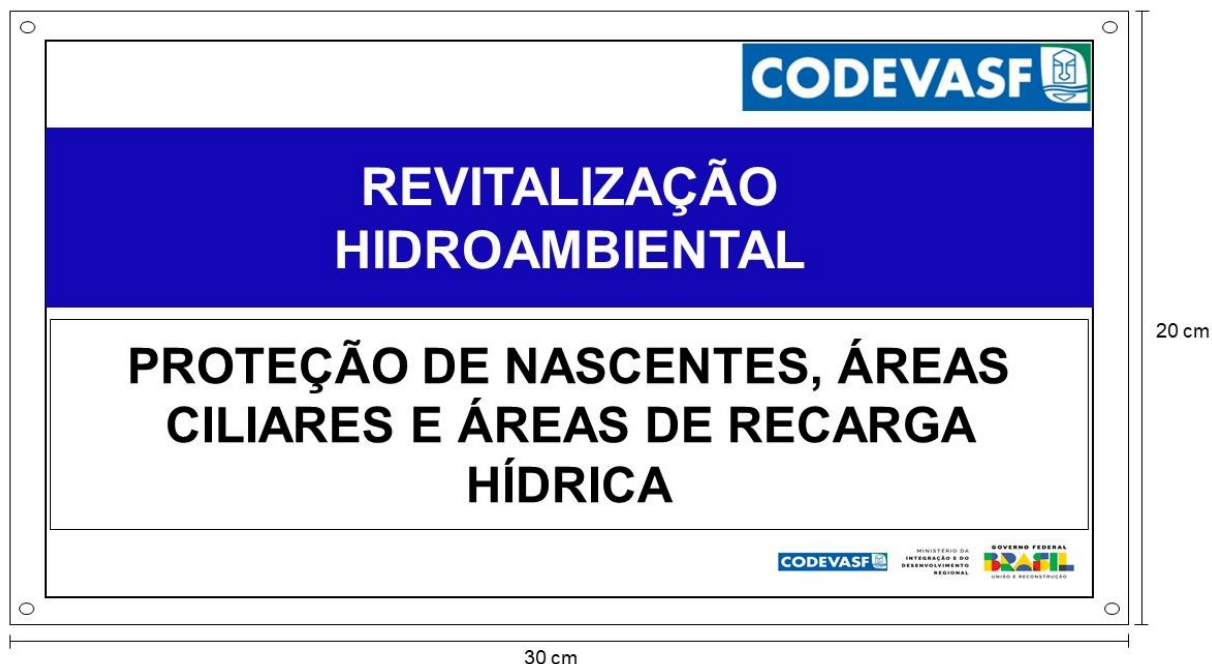 CODEVASF
REVITALIZAÇÃO
HIDROAMBIENTAL
PROTEÇÃO DE NASCENTES, ÁREAS
CILIARES E ÁREAS DE RECARGA
HÍDRICA
20 cm
CODEVASF
MINISTÉRIO DA
INTEGRAÇÃO E DO
DESENVOLVIMENTO
REGIONAL
GOVERNO FEDERAL
BRASIL
UNIÃO E RECONSTRUÇÃO
30 cm